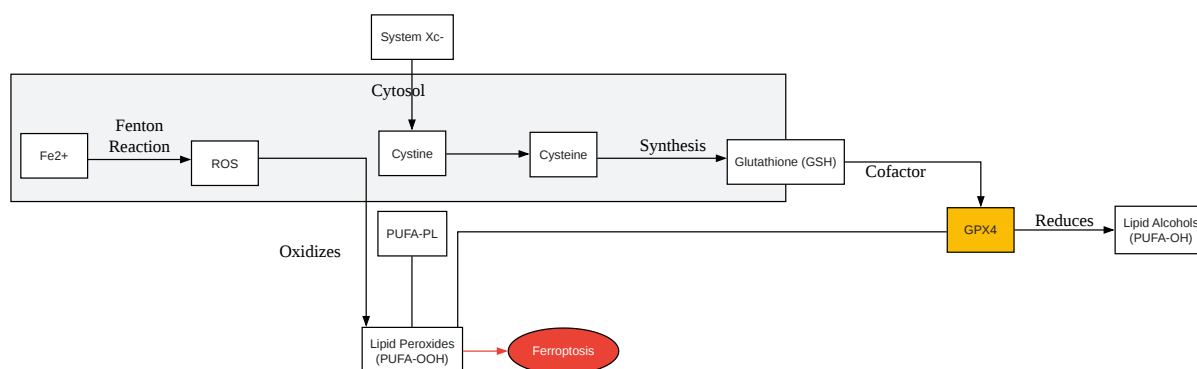 System Xc-
Cytosol
Fenton
Reaction
Fe2+
ROS
Cystine
Cysteine
Synthesis
Glutathione (GSH)
Cofactor
PUFA-PL
Oxidizes
GPX4
Reduces
Lipid Alcohols
(PUFA-OH)
Lipid Peroxides
(PUFA-OOH)
Ferroptosis